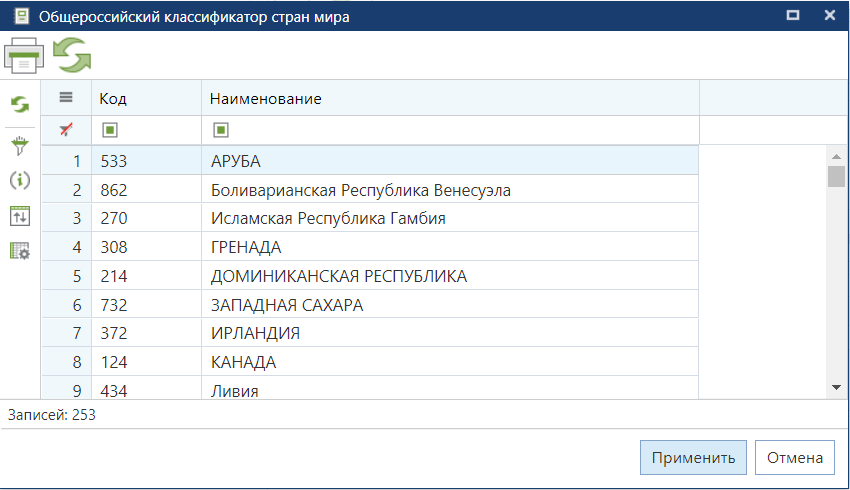 Общероссийский классификатор стран мира
Код Наименование
1 533 АРУБА
2 862 Боливарианская Республика Венесуэла
3 270 Исламская Республика Гамбия
4 308 ГРЕНАДА
5 214 ДОМИНИКАНСКАЯ РЕСПУБЛИКА
6 732 ЗАПАДНАЯ САХАРА
7 372 ИРЛАНДИЯ
8 124 КАНАДА
9 434 Ливия
Записей: 253
Применить Отмена